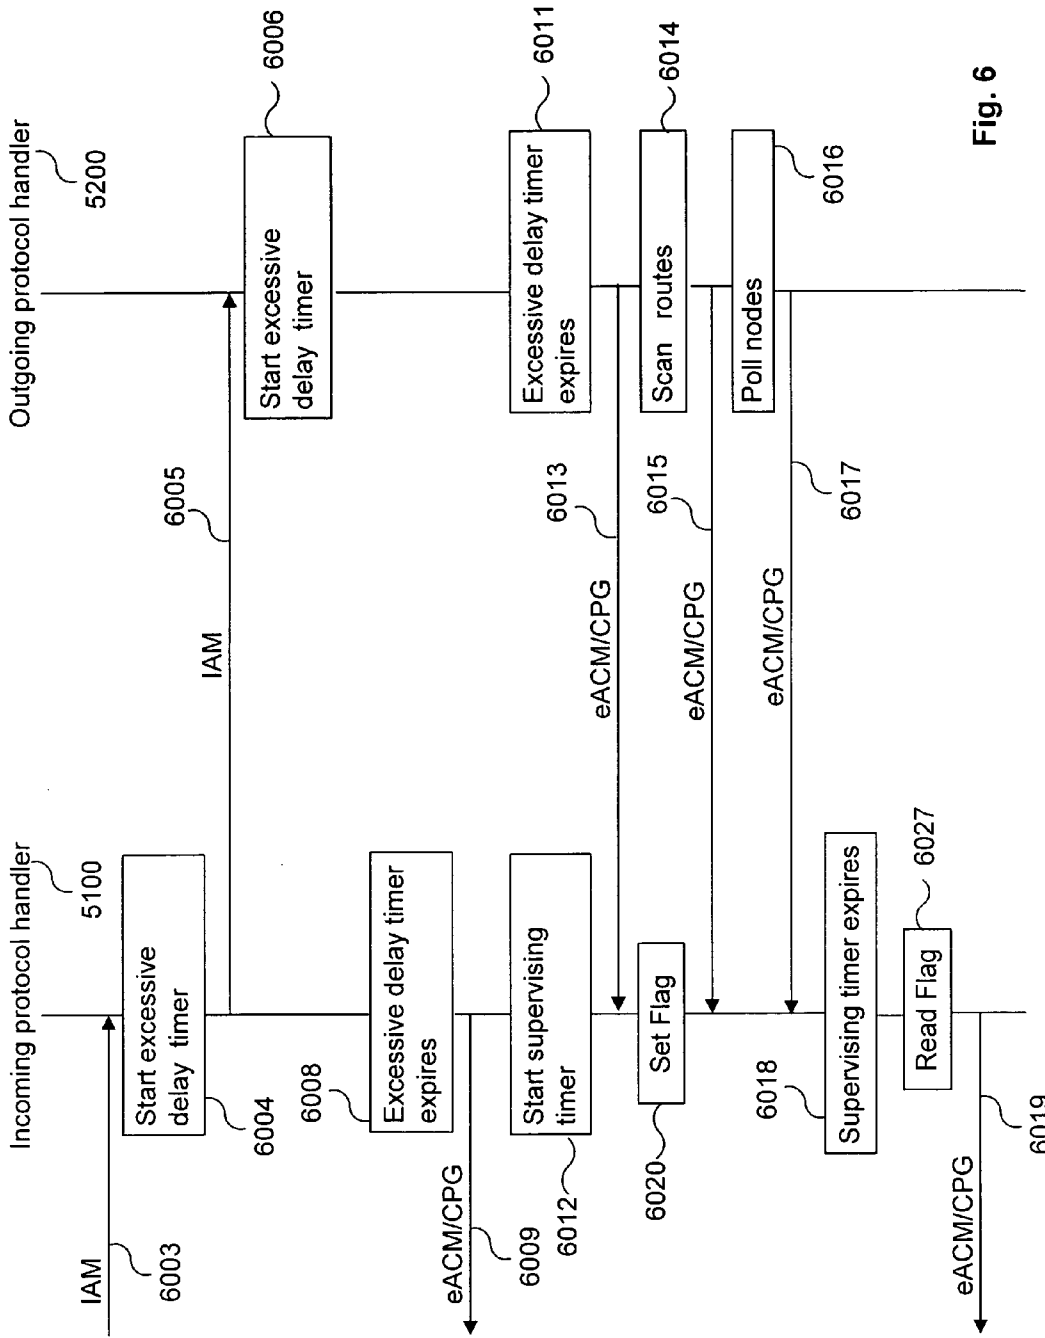 Incoming protocol handler
5100
Outgoing protocol handler
5200
IAM
6003
Start excessive
delay timer
6004
IAM
6005
Start excessive
delay timer
6006
6008
Excessive delay timer
expires
eACM/CPG
6009
Start supervising
timer
6012
Excessive delay timer
expires
6011
eACM/CPG
6013
Set Flag
6020
Scan routes
6014
eACM/CPG
6015
Poll nodes
6016
eACM/CPG
6017
6018
Supervising timer expires
Read Flag
6027
eACM/CPG
6019
Fig. 6